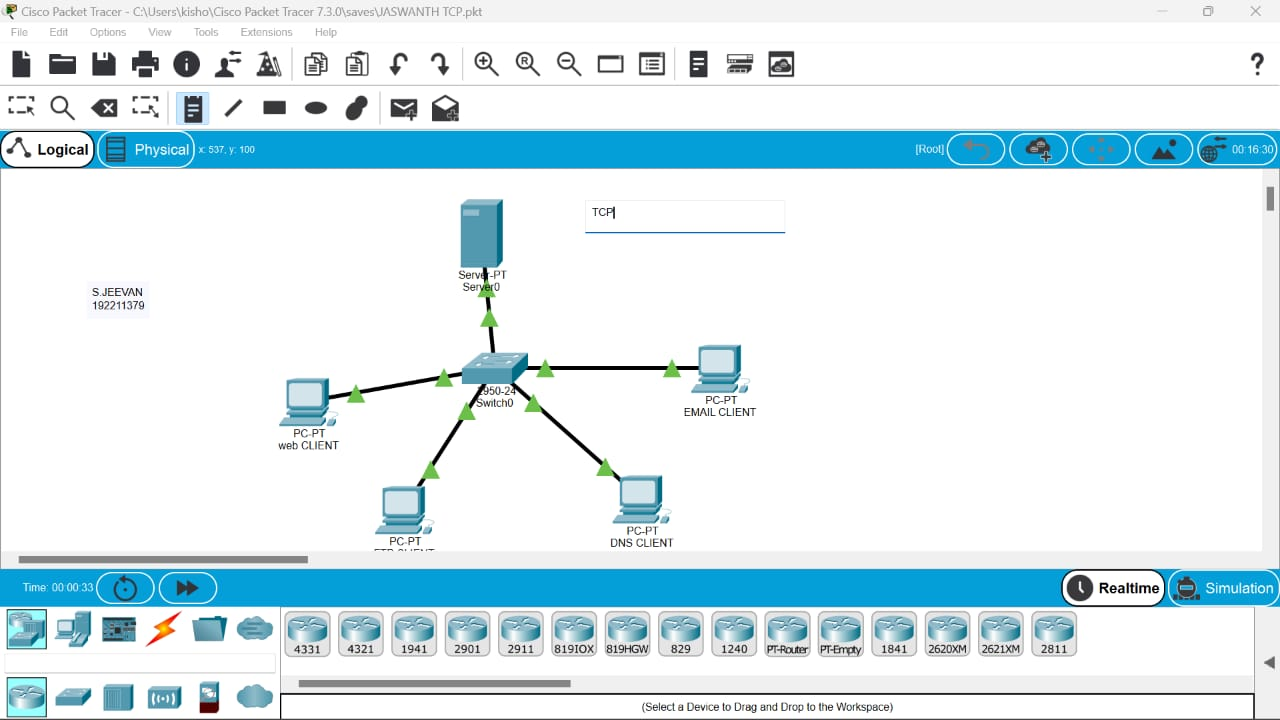 Cisco Packet Tracer - C:\Users\kisho\Cisco Packet Tracer 7.3.0\saves\JASWANTH TCP.pkt
File Edit Options View Tools Extensions Help
Logical Physical x: 537, y: 100 [Root] 00:16:30
TCP
Server-PT
Server0
S.JEEVAN
192211379
2950-24
Switch0
PC-PT
EMAIL CLIENT
PC-PT
web CLIENT
PC-PT
DNS CLIENT
PC-PT
FTP CLIENT
Time: 00:00:33 Realtime Simulation
4331 4321 1941 2901 2911 819IOX 819HGW 829 1240 PT-Router PT-Empty 1841 2620XM 2621XM 2811
(Select a Device to Drag and Drop to the Workspace)